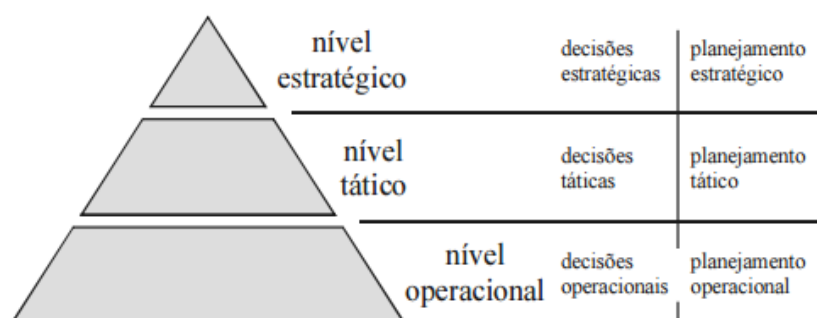 nível
estratégico
decisões
estratégicas
planejamento
estratégico
nível
tático
decisões
táticas
planejamento
tático
nível
operacional
decisões
operacionais
planejamento
operacional